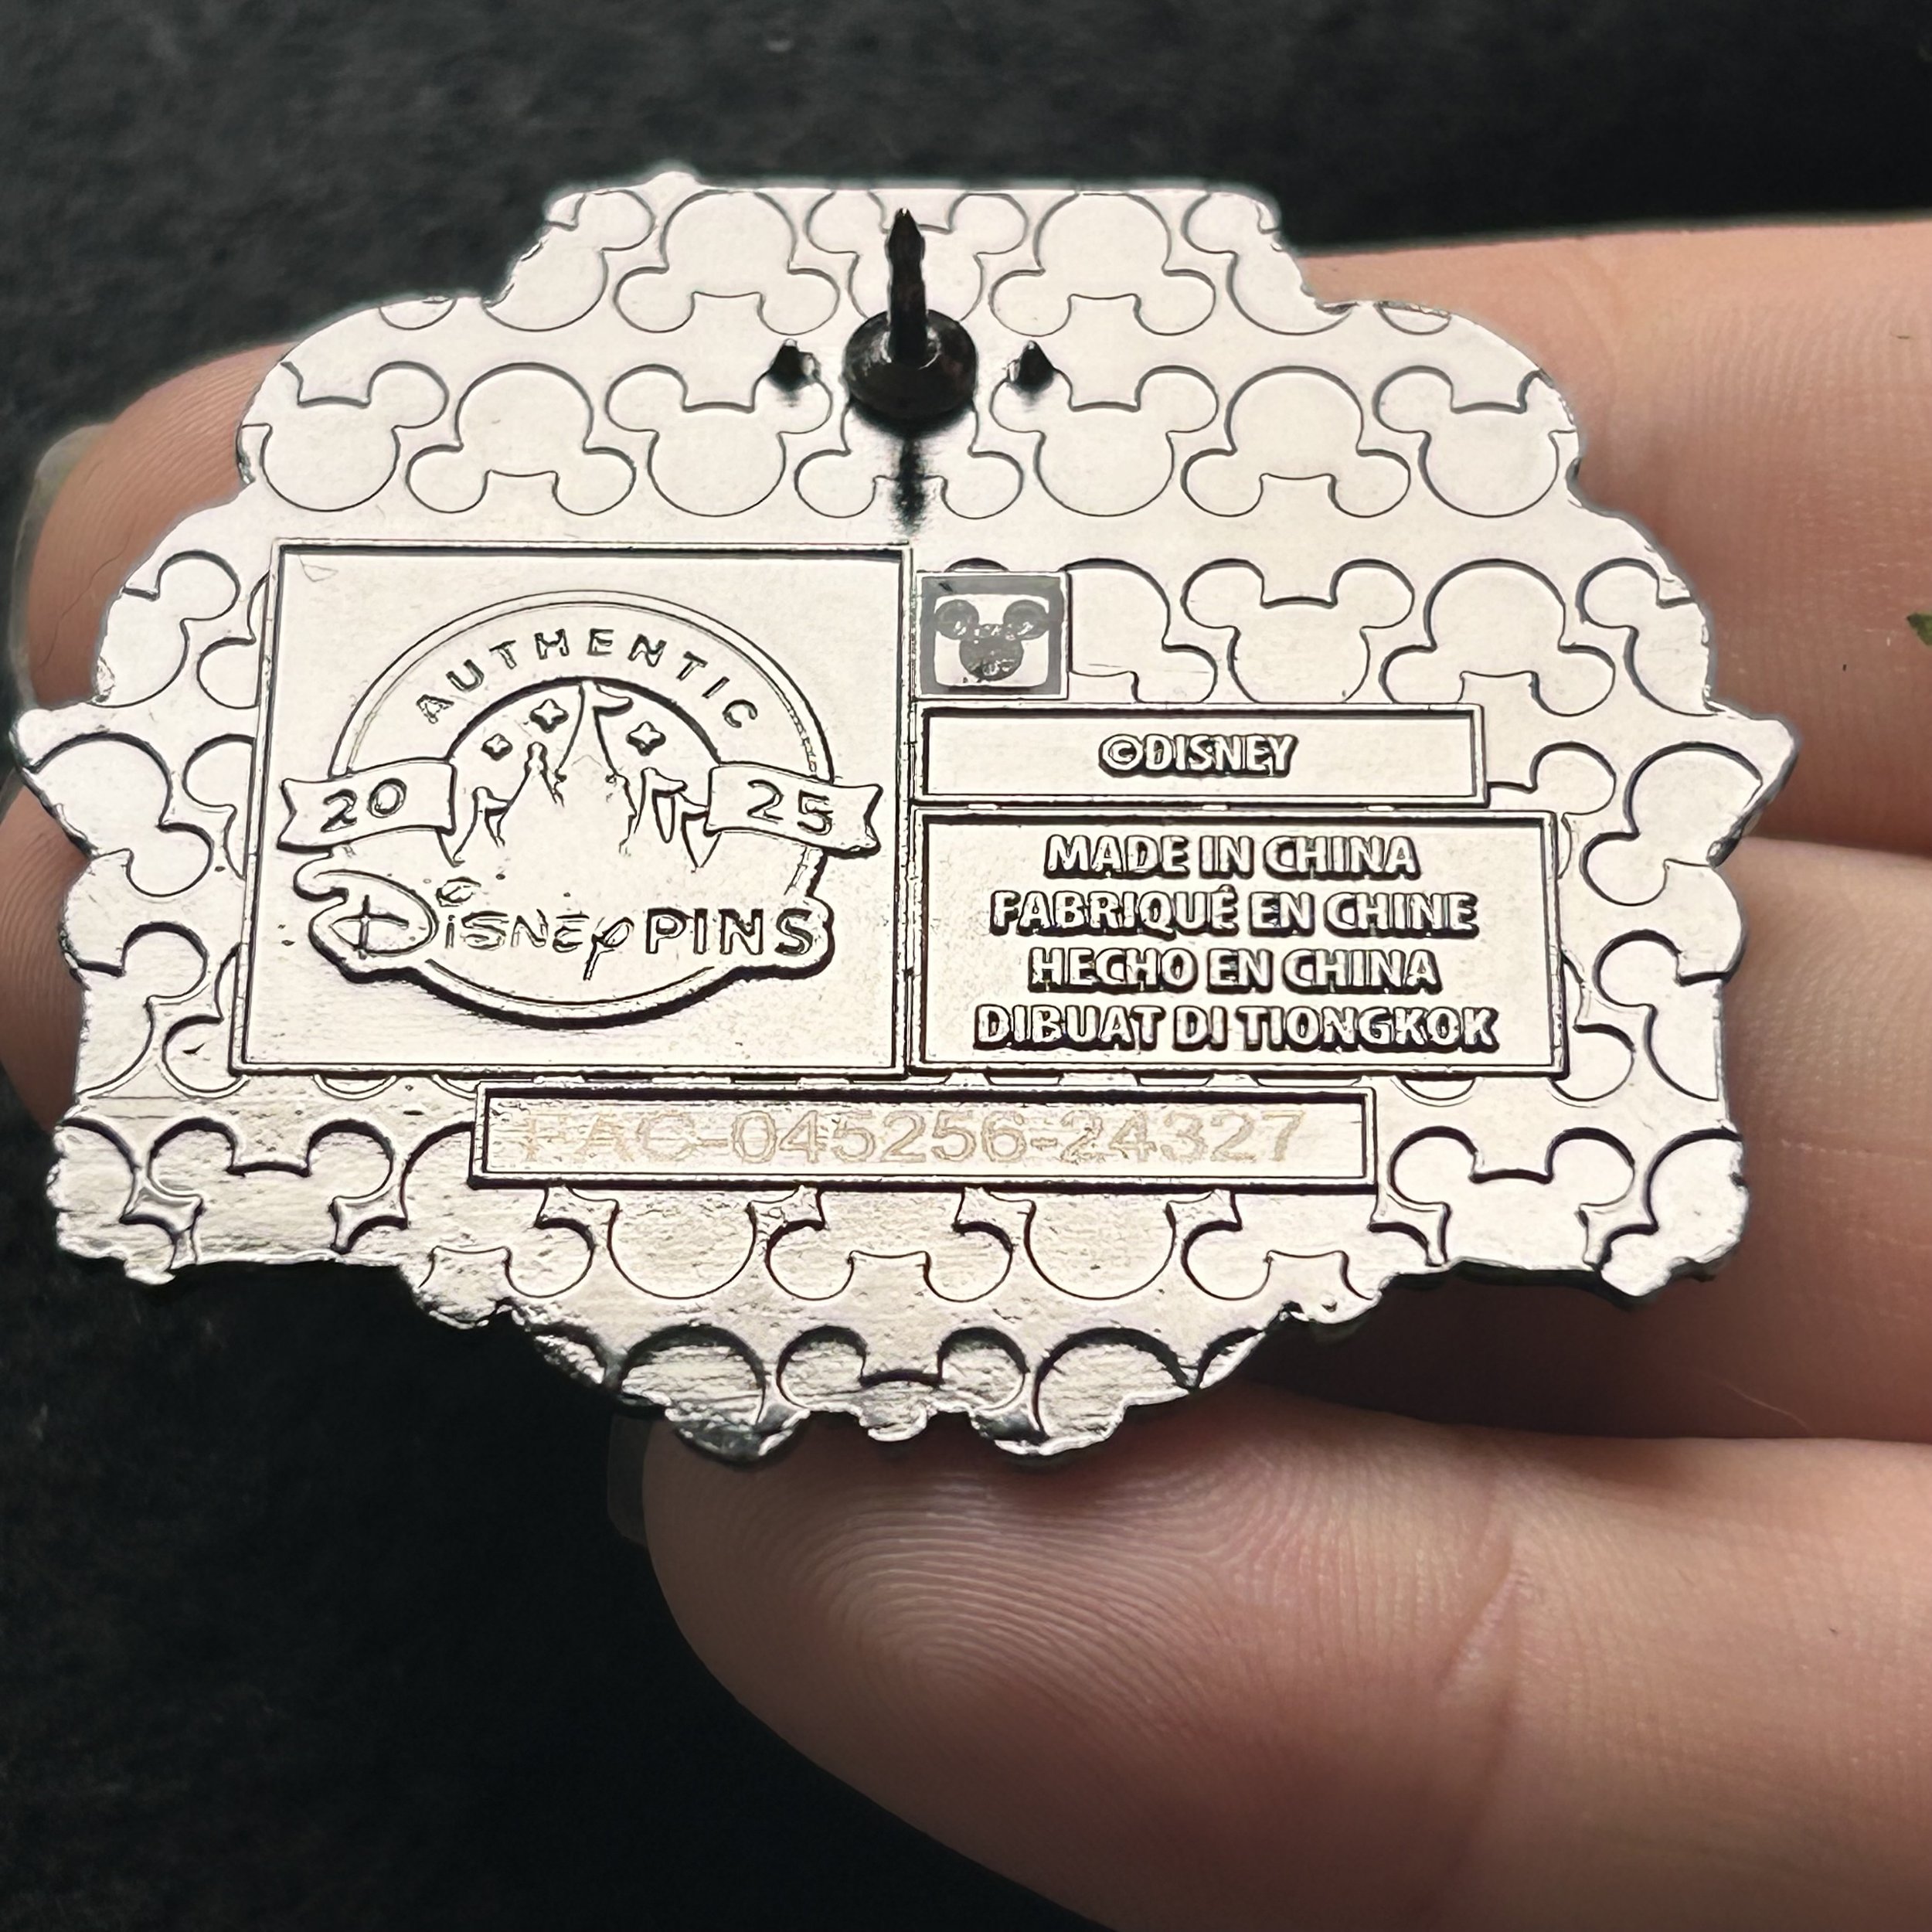 AUTHENTIC
20 25
Disney PINS
©DISNEY
MADE IN CHINA
FABRIQUÉ EN CHINE
HECHO EN CHINA
DIBUAT DI TIONGKOK
FAC-045256-24327